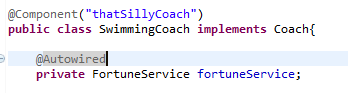 @Component("thatSillyCoach")
public class SwimmingCoach implements Coach{
@Autowired
private FortuneService fortuneService;